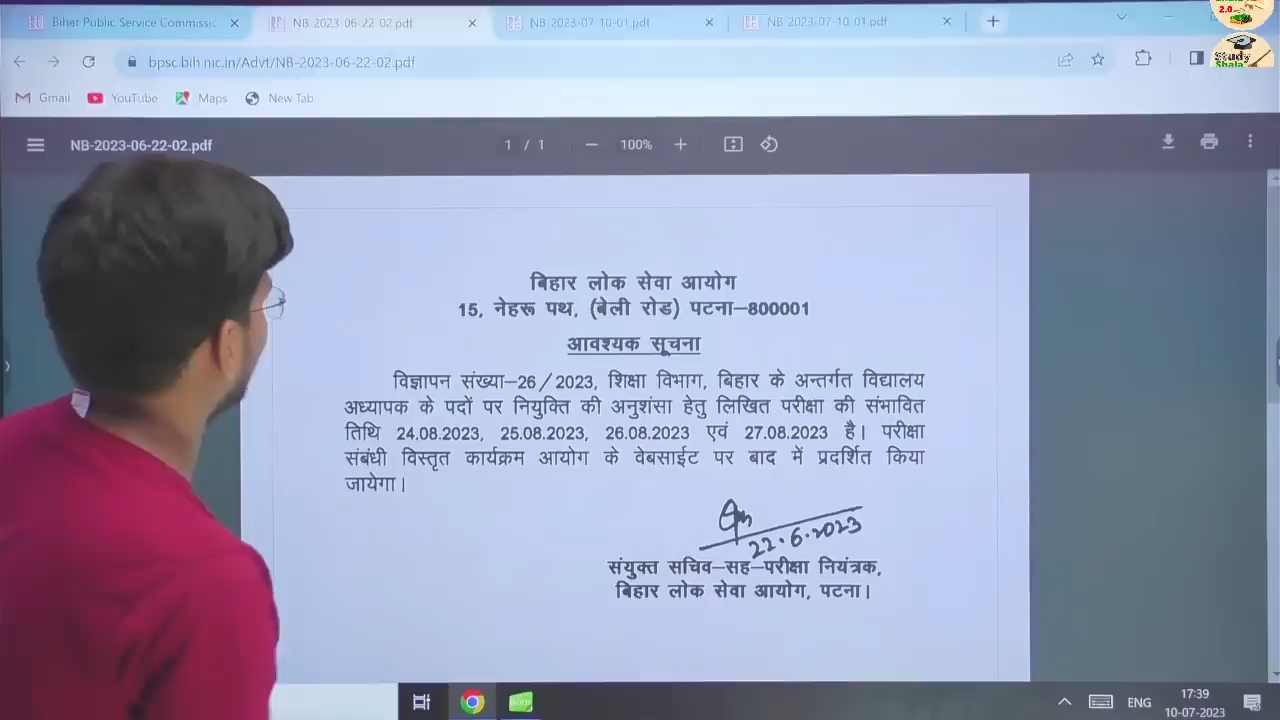 Bihar Public Service Commissic
NB-2023-06-22-02.pdf
NB-2023-07-10-01.pdf
NB-2023-07-10-01.pdf
bpsc.bih.nic.in/Advt/NB-2023-06-22-02.pdf
Gmail
YouTube
Maps
New Tab
2.0
Study
Shala
NB-2023-06-22-02.pdf
1 / 1
100%
बिहार लोक सेवा आयोग
15, नेहरू पथ, (बेली रोड) पटना–800001
आवश्यक सूचना
विज्ञापन संख्या–26/2023, शिक्षा विभाग, बिहार के अन्तर्गत विद्यालय
अध्यापक के पदों पर नियुक्ति की अनुशंसा हेतु लिखित परीक्षा की संभावित
तिथि 24.08.2023, 25.08.2023, 26.08.2023 एवं 27.08.2023 है। परीक्षा
संबंधी विस्तृत कार्यक्रम आयोग के वेबसाईट पर बाद में प्रदर्शित किया
जायेगा।
22.6.2023
संयुक्त सचिव–सह–परीक्षा नियंत्रक,
बिहार लोक सेवा आयोग, पटना।
ENG
17:39
10-07-2023